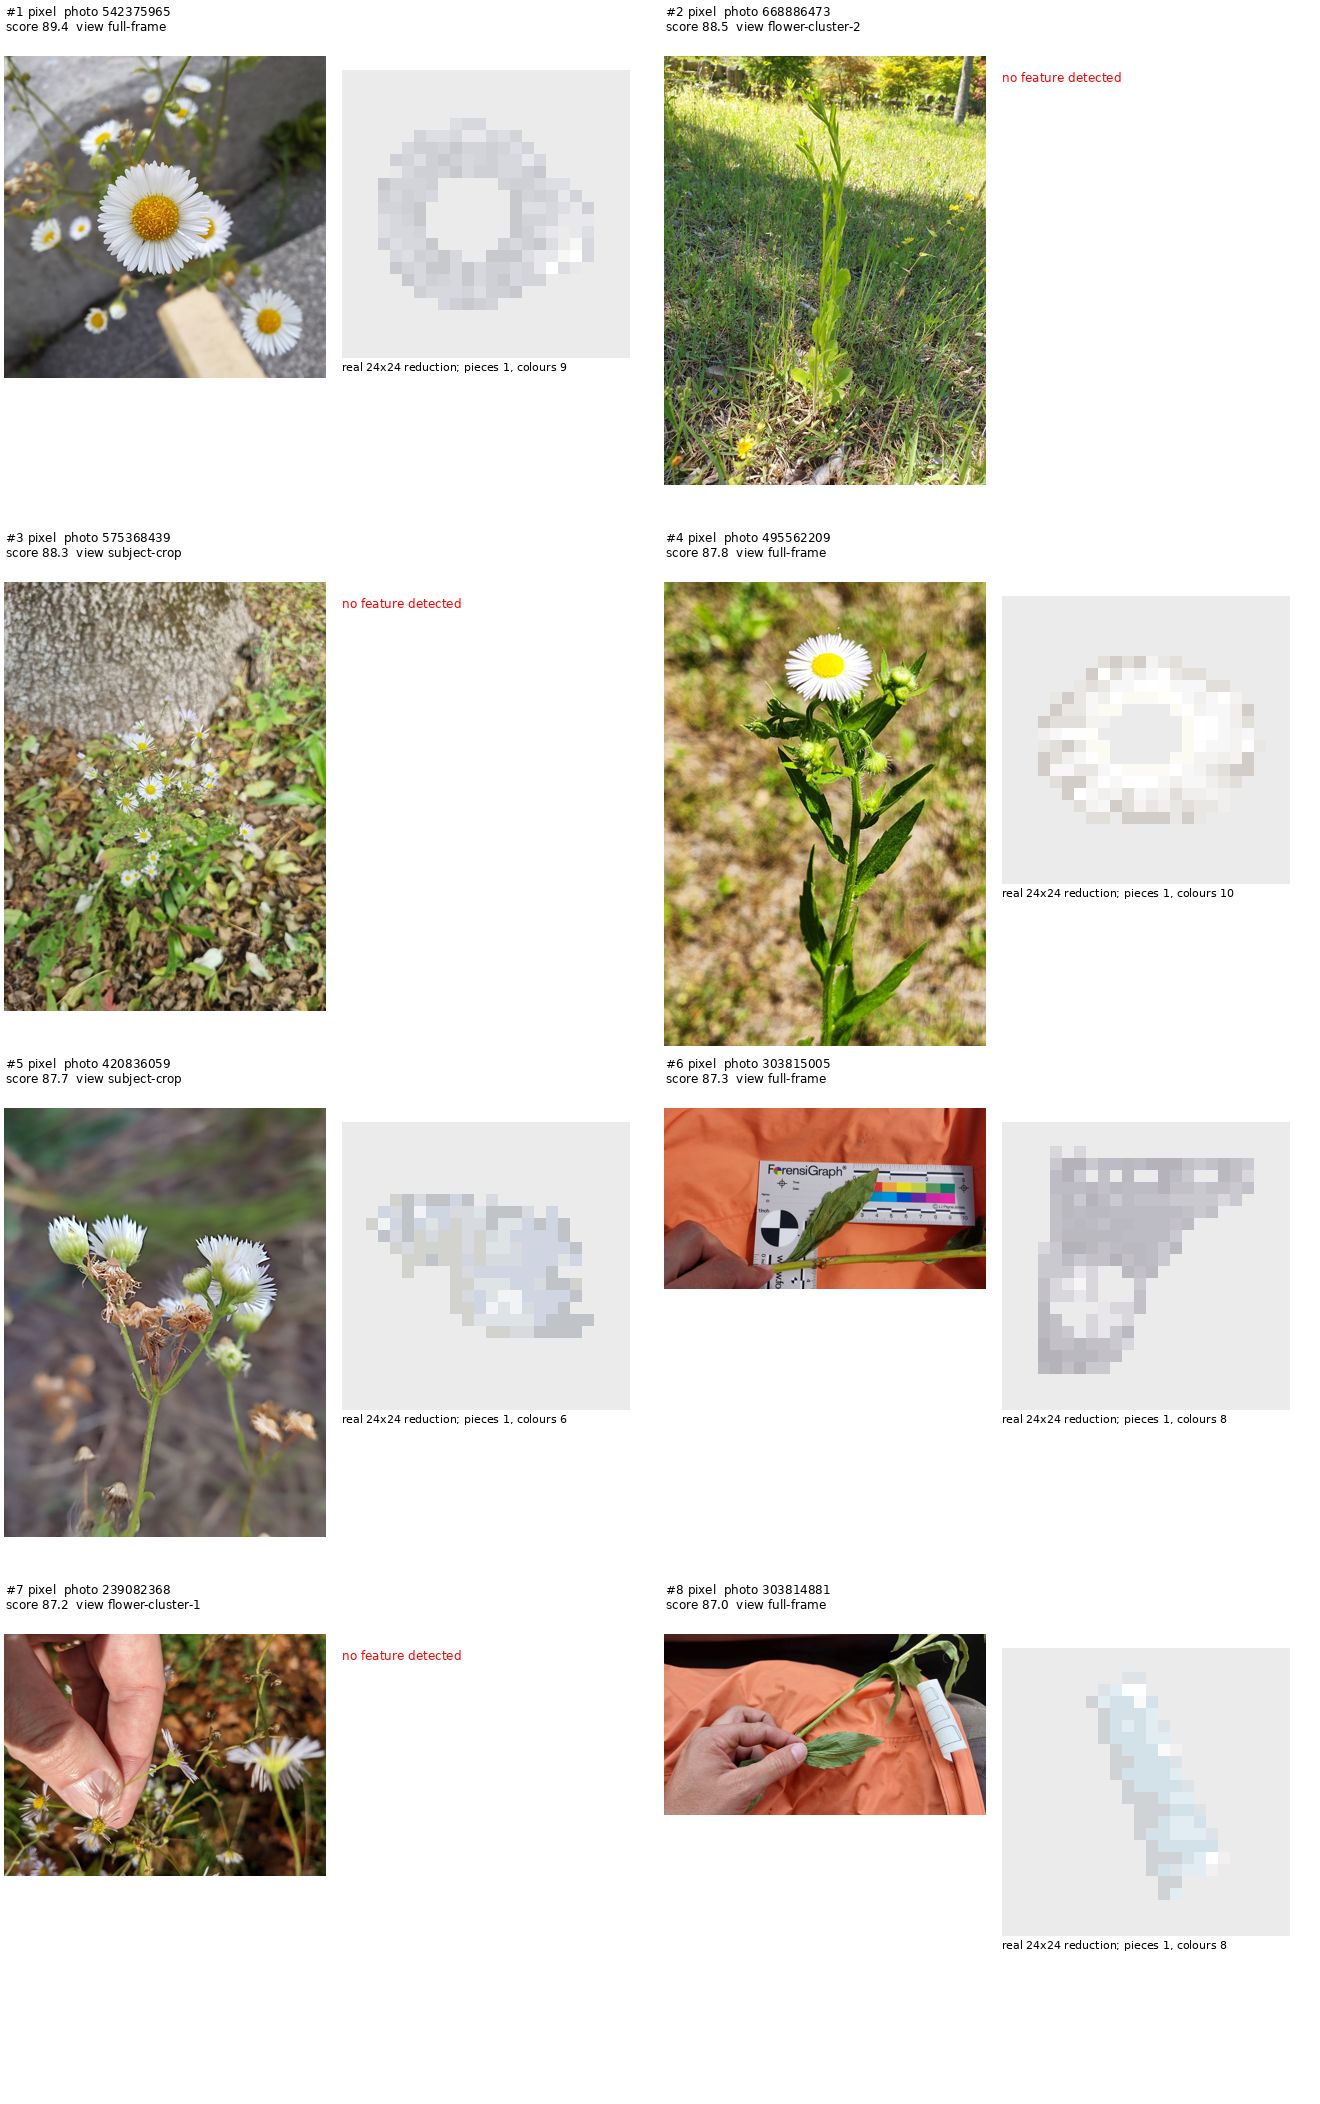 #1 pixel photo 542375965
score 89.4 view full-frame
real 24x24 reduction; pieces 1, colours 9
#2 pixel photo 668886473
score 88.5 view flower-cluster-2
no feature detected
#3 pixel photo 575368439
score 88.3 view subject-crop
no feature detected
#4 pixel photo 495562209
score 87.8 view full-frame
real 24x24 reduction; pieces 1, colours 10
#5 pixel photo 420836059
score 87.7 view subject-crop
real 24x24 reduction; pieces 1, colours 6
#6 pixel photo 303815005
score 87.3 view full-frame
ForensiGraph®
real 24x24 reduction; pieces 1, colours 8
#7 pixel photo 239082368
score 87.2 view flower-cluster-1
no feature detected
#8 pixel photo 303814881
score 87.0 view full-frame
real 24x24 reduction; pieces 1, colours 8